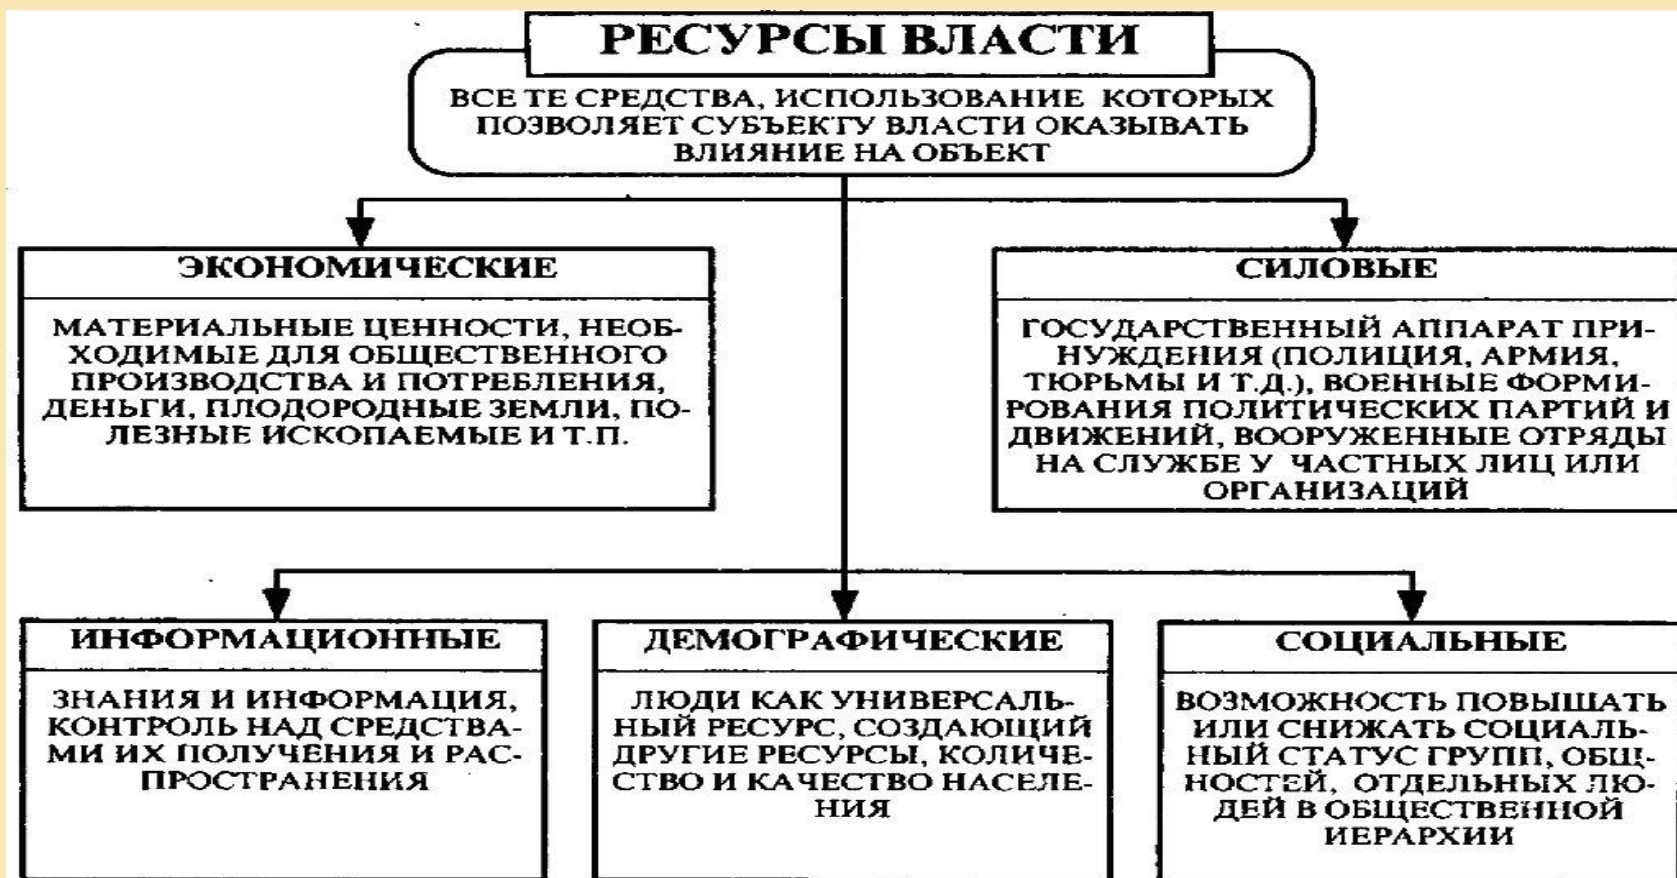 РЕСУРСЫ ВЛАСТИ
ВСЕ ТЕ СРЕДСТВА, ИСПОЛЬЗОВАНИЕ КОТОРЫХ
ПОЗВОЛЯЕТ СУБЪЕКТУ ВЛАСТИ ОКАЗЫВАТЬ
ВЛИЯНИЕ НА ОБЪЕКТ
ЭКОНОМИЧЕСКИЕ
МАТЕРИАЛЬНЫЕ ЦЕННОСТИ, НЕОБ-
ХОДИМЫЕ ДЛЯ ОБЩЕСТВЕННОГО
ПРОИЗВОДСТВА И ПОТРЕБЛЕНИЯ,
ДЕНЬГИ, ПЛОДОРОДНЫЕ ЗЕМЛИ, ПО-
ЛЕЗНЫЕ ИСКОПАЕМЫЕ И Т.П.
СИЛОВЫЕ
ГОСУДАРСТВЕННЫЙ АППАРАТ ПРИ-
НУЖДЕНИЯ (ПОЛИЦИЯ, АРМИЯ,
ТЮРЬМЫ И Т.Д.), ВОЕННЫЕ ФОРМИ-
РОВАНИЯ ПОЛИТИЧЕСКИХ ПАРТИЙ И
ДВИЖЕНИЙ, ВООРУЖЕННЫЕ ОТРЯДЫ
НА СЛУЖБЕ У ЧАСТНЫХ ЛИЦ ИЛИ
ОРГАНИЗАЦИЙ
ИНФОРМАЦИОННЫЕ
ЗНАНИЯ И ИНФОРМАЦИЯ,
КОНТРОЛЬ НАД СРЕДСТВА-
МИ ИХ ПОЛУЧЕНИЯ И РАС-
ПРОСТРАНЕНИЯ
ДЕМОГРАФИЧЕСКИЕ
ЛЮДИ КАК УНИВЕРСАЛЬ-
НЫЙ РЕСУРС, СОЗДАЮЩИЙ
ДРУГИЕ РЕСУРСЫ, КОЛИЧЕ-
СТВО И КАЧЕСТВО НАСЕЛЕ-
НИЯ
СОЦИАЛЬНЫЕ
ВОЗМОЖНОСТЬ ПОВЫШАТЬ
ИЛИ СНИЖАТЬ СОЦИАЛЬ-
НЫЙ СТАТУС ГРУПП, ОБЩ-
НОСТЕЙ, ОТДЕЛЬНЫХ ЛЮ-
ДЕЙ В ОБЩЕСТВЕННОЙ
ИЕРАРХИИ